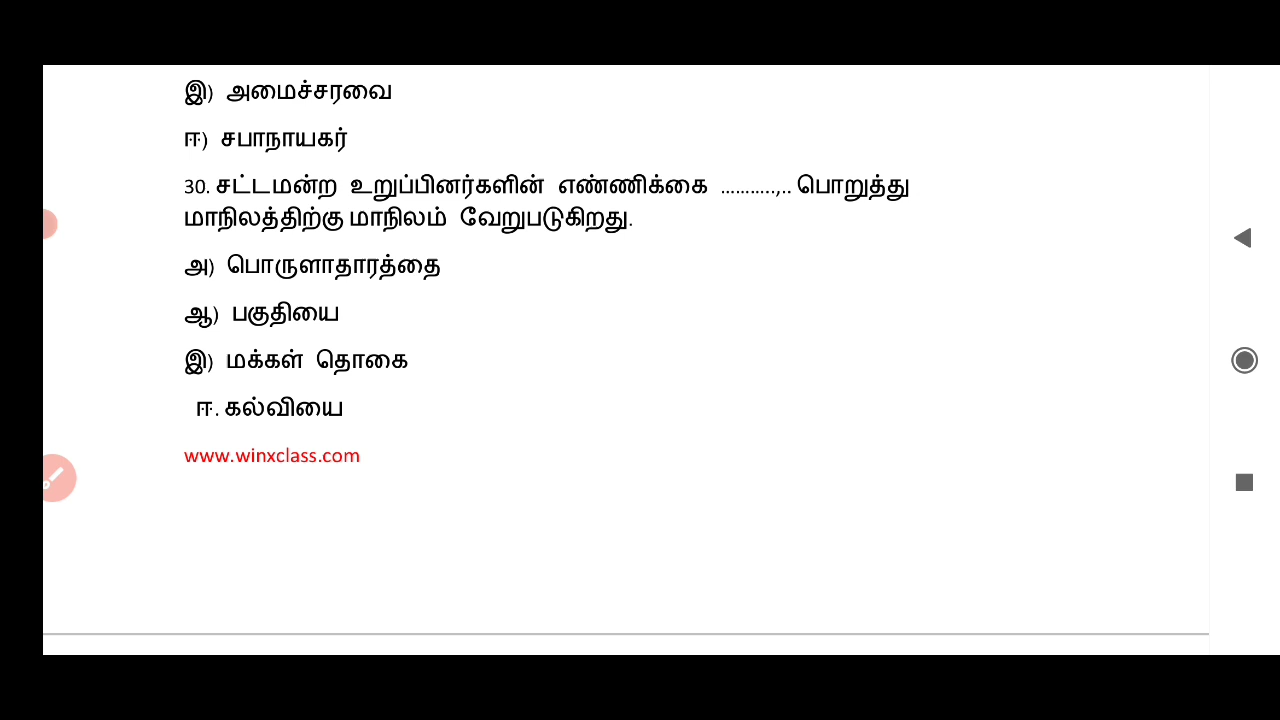 இ) அமைச்சரவை
ஈ) சபாநாயகர்
30. சட்டமன்ற உறுப்பினர்களின் எண்ணிக்கை ...........,.. பொறுத்து
மாநிலத்திற்கு மாநிலம் வேறுபடுகிறது.
அ) பொருளாதாரத்தை
ஆ) பகுதியை
இ) மக்கள் தொகை
ஈ. கல்வியை
www.winxclass.com